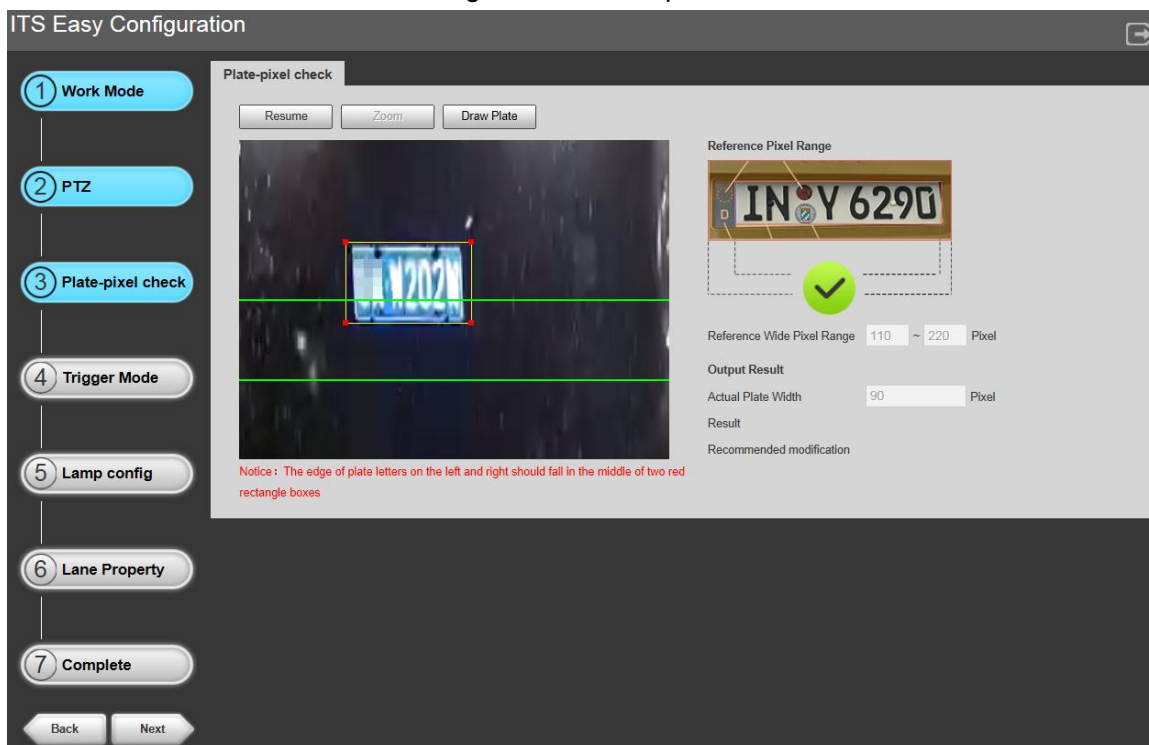 ITS Easy Configuration
Plate-pixel check
1 Work Mode
2 PTZ
3 Plate-pixel check
4 Trigger Mode
5 Lamp config
6 Lane Property
7 Complete
Back Next
Resume Zoom Draw Plate
N202N
Notice: The edge of plate letters on the left and right should fall in the middle of two red
rectangle boxes
Reference Pixel Range
D IN Y 6290
Reference Wide Pixel Range 110 ~ 220 Pixel
Output Result
Actual Plate Width 90 Pixel
Result
Recommended modification